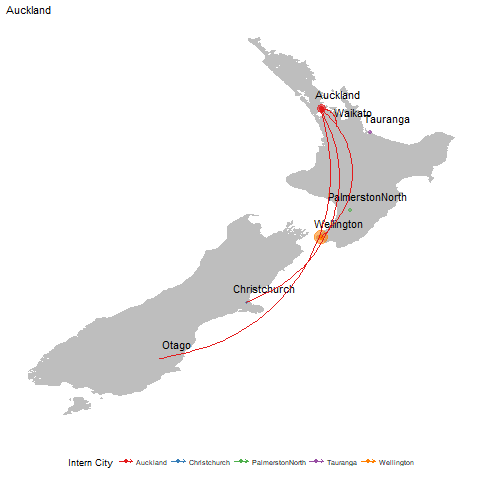 Auckland
Auckland
Waikato
Tauranga
PalmerstonNorth
Wellington
Christchurch
Otago
Intern City Auckland Christchurch PalmerstonNorth Tauranga Wellington